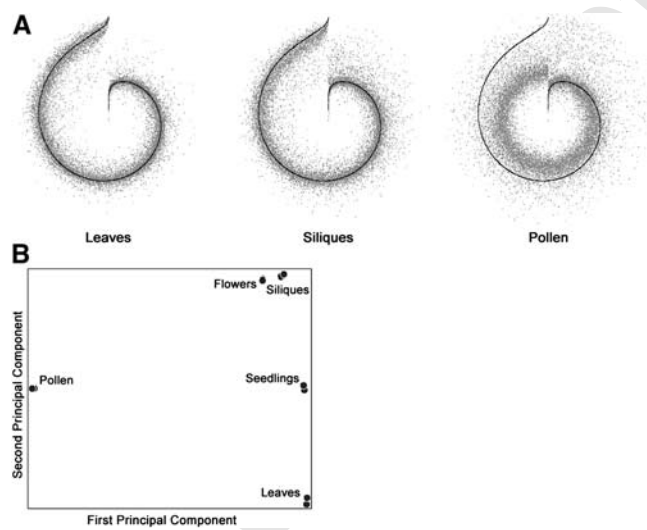 A
Leaves
Siliques
Pollen
B
Flowers
Siliques
Pollen
Seedlings
Leaves
Second Principal Component
First Principal Component